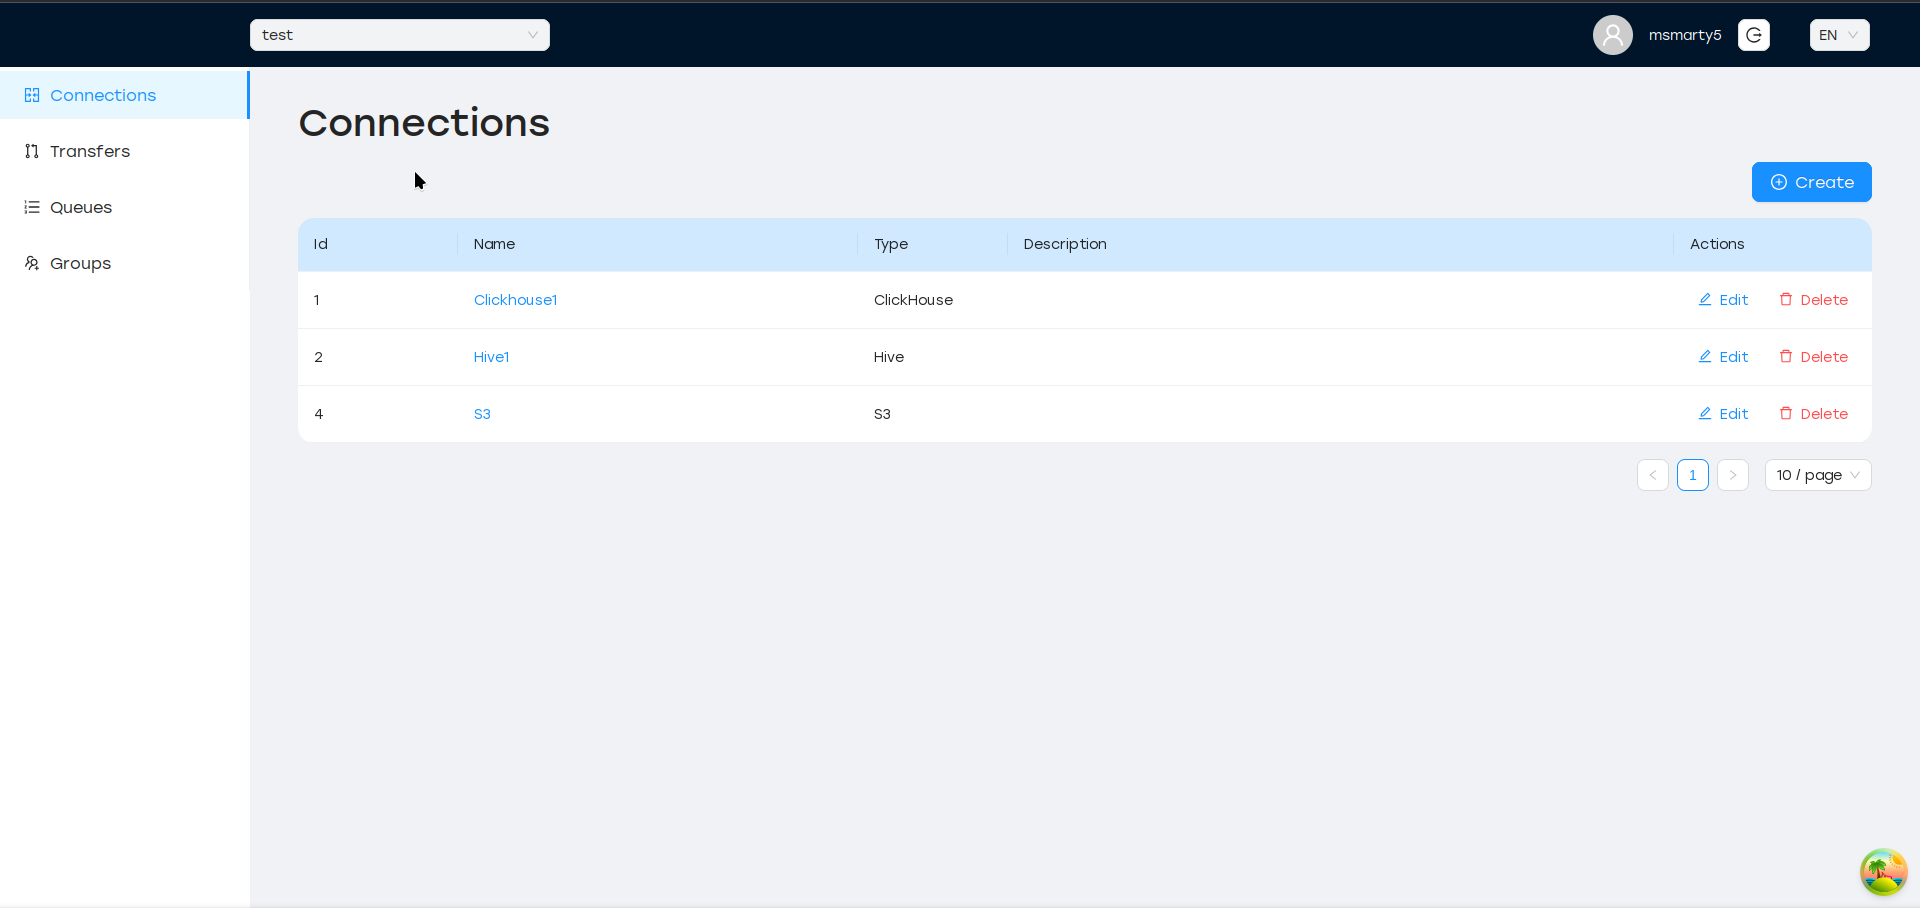 test
msmarty5
EN
Connections
Transfers
Queues
Groups
Connections
Create
Id Name Type Description Actions
1 Clickhouse1 ClickHouse Edit Delete
2 Hive1 Hive Edit Delete
4 S3 S3 Edit Delete
1 10 / page